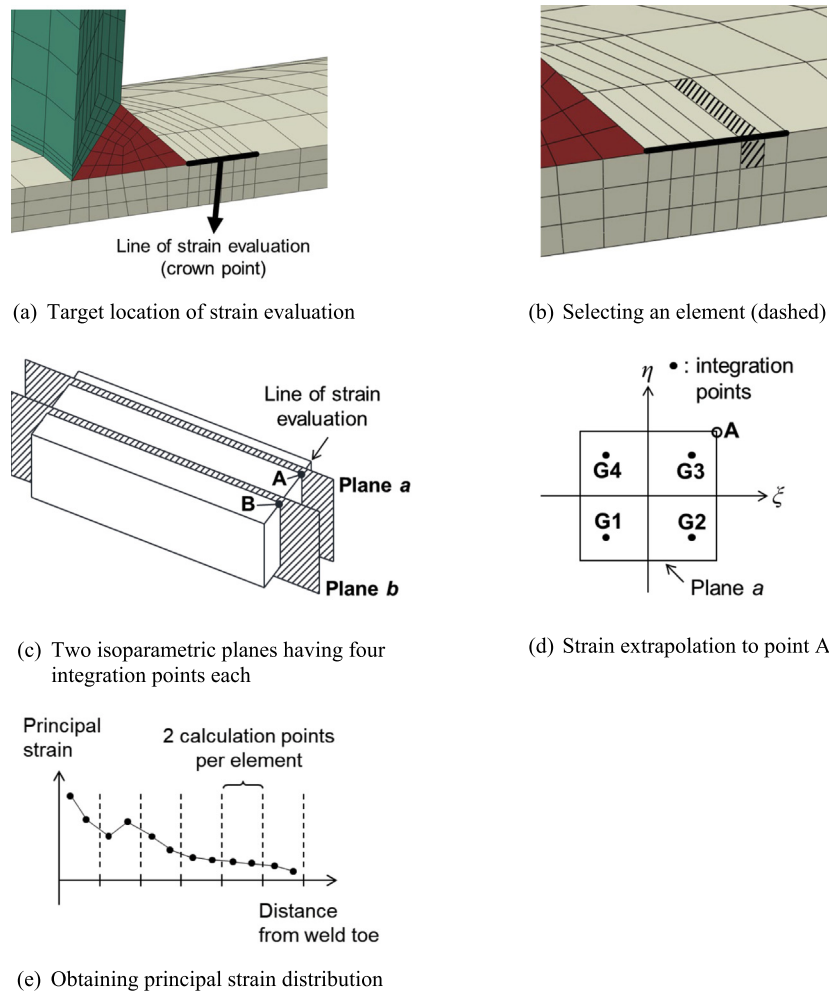 Line of strain evaluation
(crown point)
(a) Target location of strain evaluation
(b) Selecting an element (dashed)
Line of strain
evaluation
A
B
Plane a
Plane b
(c) Two isoparametric planes having four
integration points each
η
• : integration
points
A
G4
G3
ξ
G1
G2
Plane a
(d) Strain extrapolation to point A
Principal
strain
2 calculation points
per element
Distance
from weld toe
(e) Obtaining principal strain distribution